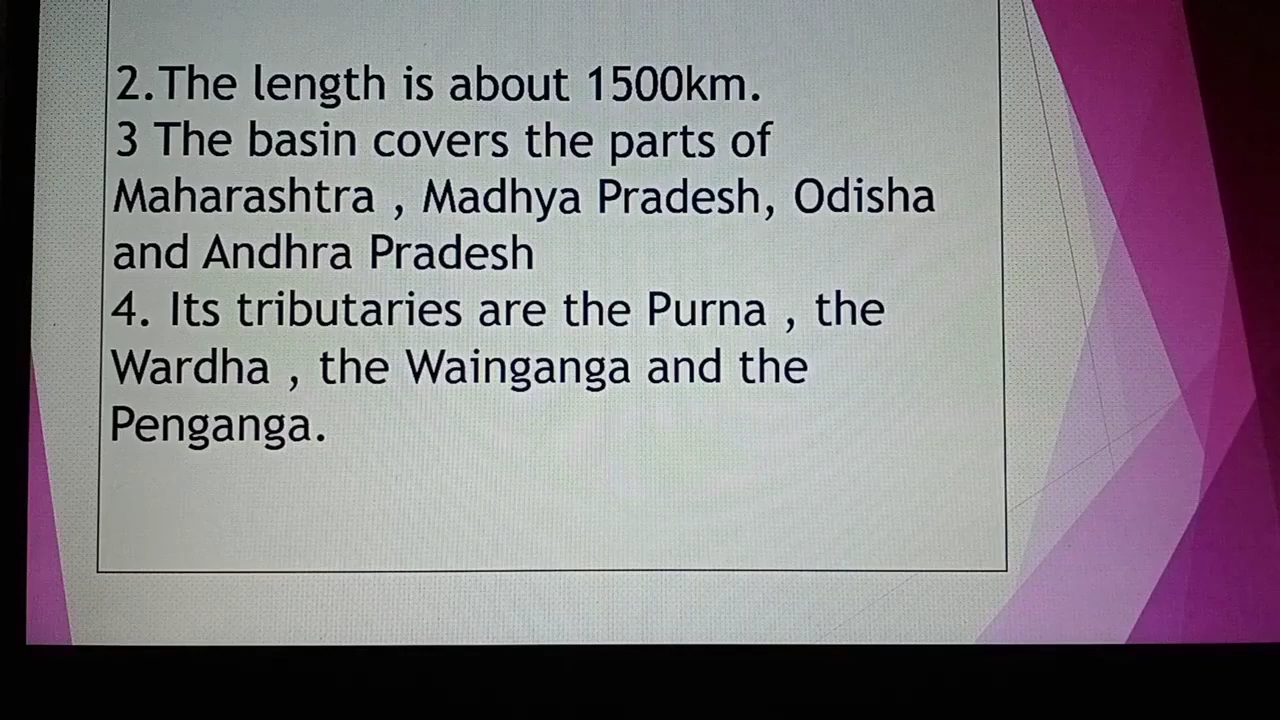 2.The length is about 1500km.
3 The basin covers the parts of
Maharashtra , Madhya Pradesh, Odisha
and Andhra Pradesh
4. Its tributaries are the Purna , the
Wardha , the Wainganga and the
Penganga.